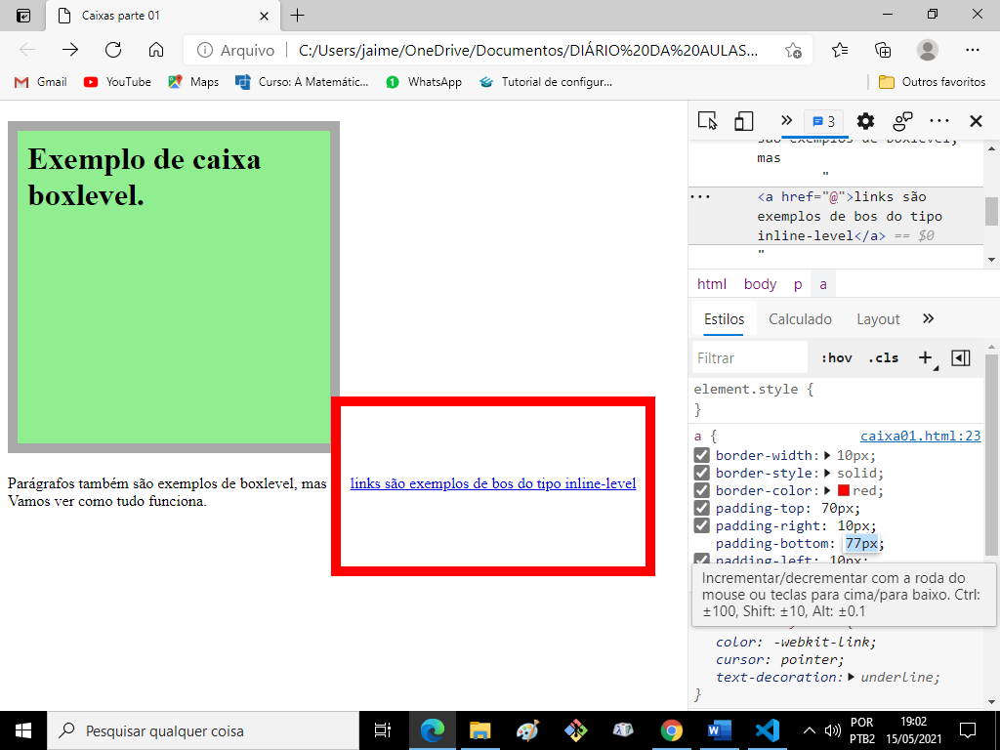 Caixas parte 01
Arquivo
C:/Users/jaime/OneDrive/Documentos/DIÁRIO%20DA%20AULAS...
Gmail
YouTube
Maps
Curso: A Matemátic...
WhatsApp
Tutorial de configur...
Outros favoritos
Exemplo de caixa
boxlevel.
Parágrafos também são exemplos de boxlevel, mas links são exemplos de bos do tipo inline-level
Vamos ver como tudo funciona.
3
são exemplos de boxlevel,
mas
"
<a href="@">links são
exemplos de bos do tipo
inline-level</a> == $0
"
html body p a
Estilos Calculado Layout
Filtrar :hov .cls
element.style {
}
a { caixa01.html:23
border-width: 10px;
border-style: solid;
border-color: red;
padding-top: 70px;
padding-right: 10px;
padding-bottom: 77px;
padding-left: 10px;
Incrementar/decrementar com a roda do
mouse ou teclas para cima/para baixo. Ctrl:
±100, Shift: ±10, Alt: ±0.1
color: -webkit-link;
cursor: pointer;
text-decoration: underline;
}
Pesquisar qualquer coisa
POR
PTB2
19:02
15/05/2021